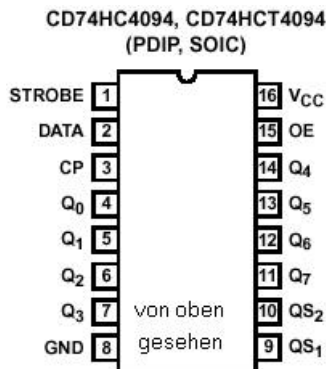 CD74HC4094, CD74HCT4094
(PDIP, SOIC)
STROBE 1 16 VCC
DATA 2 15 OE
CP 3 14 Q4
Q0 4 13 Q5
Q1 5 12 Q6
Q2 6 11 Q7
Q3 7 von oben 10 QS2
GND 8 gesehen 9 QS1